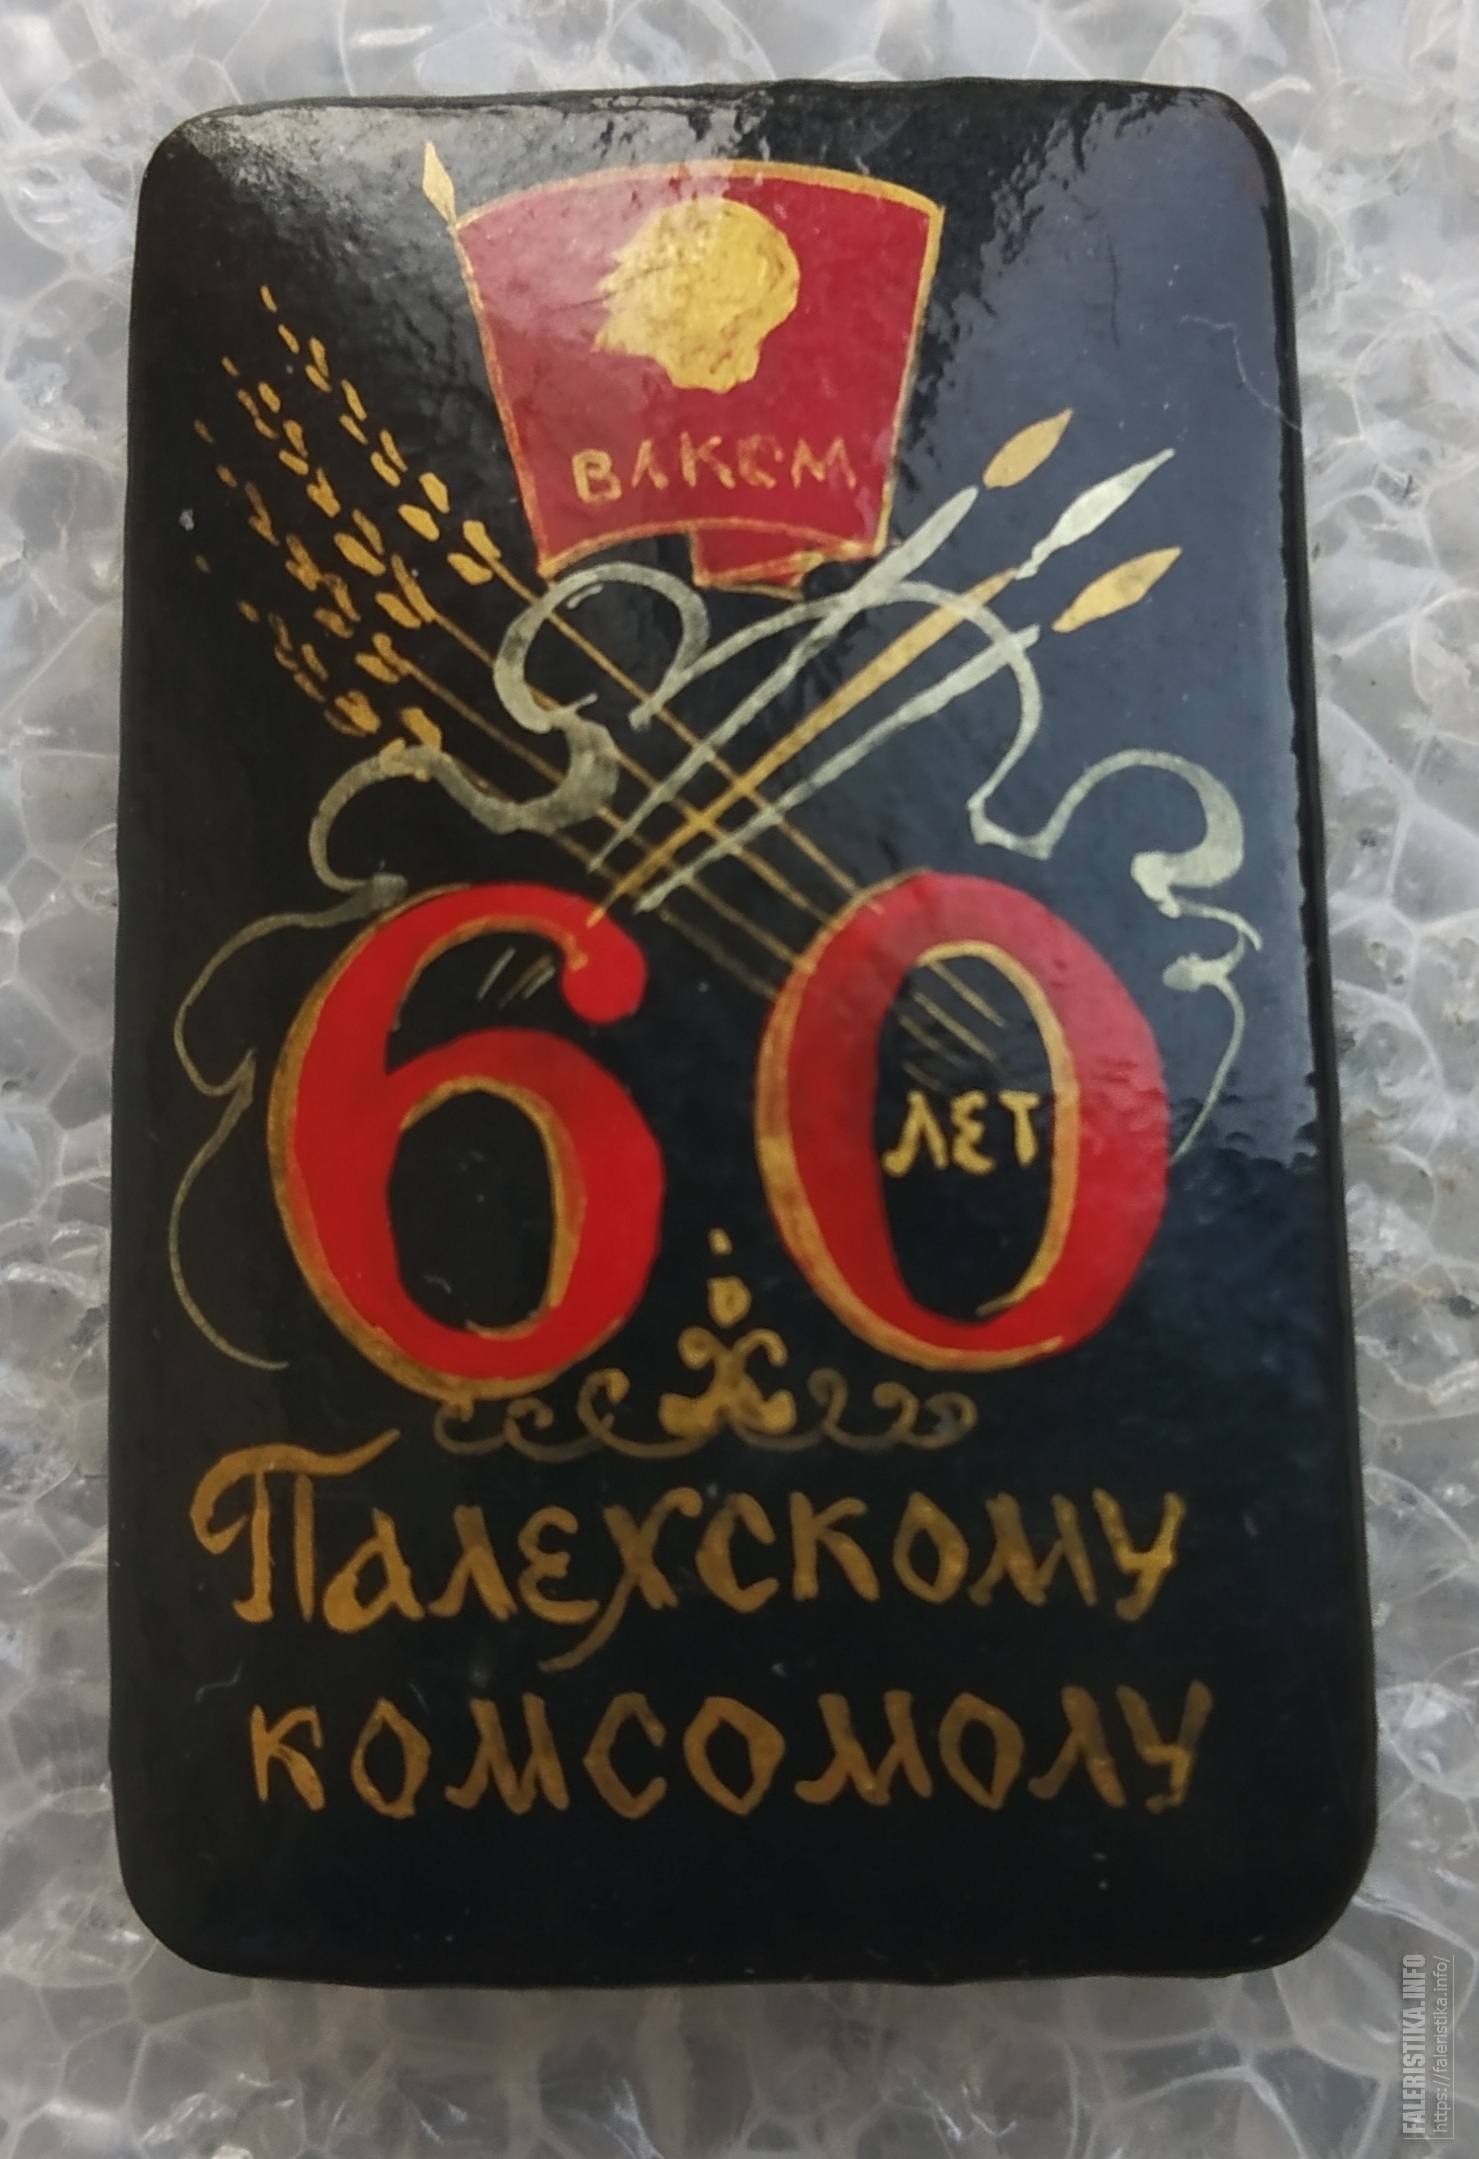 ВЛКСМ
60
ЛЕТ
Палехскому
комсомолу
FALERISTIKA.INFO
https://faleristika.info/